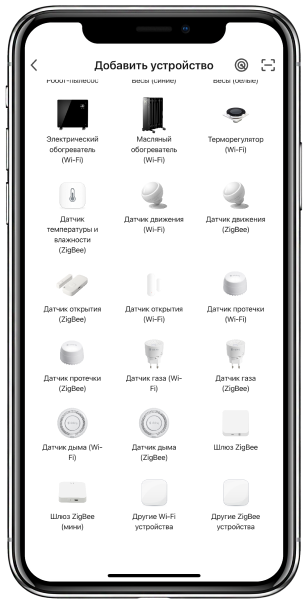 Добавить устройство
Робот-пылесос Весы (синие) Весы (белые)
Электрический Масляный Терморегулятор
обогреватель обогреватель (Wi-Fi)
(Wi-Fi) (Wi-Fi)
Датчик Датчик движения Датчик движения
температуры и (Wi-Fi) (ZigBee)
влажности
(ZigBee)
Датчик открытия Датчик открытия Датчик протечки
(ZigBee) (Wi-Fi) (Wi-Fi)
Датчик протечки Датчик газа (Wi- Датчик газа
(ZigBee) Fi) (ZigBee)
Датчик дыма (Wi- Датчик дыма Шлюз ZigBee
Fi) (ZigBee)
Шлюз ZigBee Другие Wi-Fi Другие ZigBee
(мини) устройства устройства